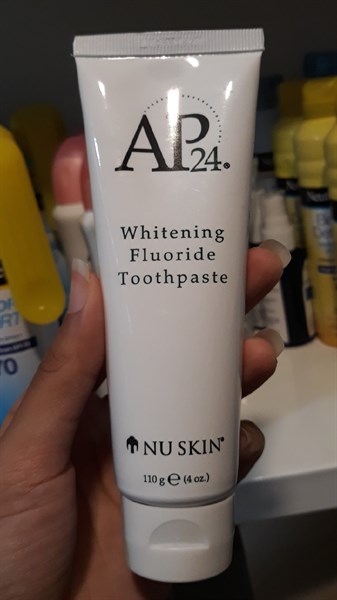 AP24®
Whitening
Fluoride
Toothpaste
NU SKIN®
110 g ℮ (4 oz.)